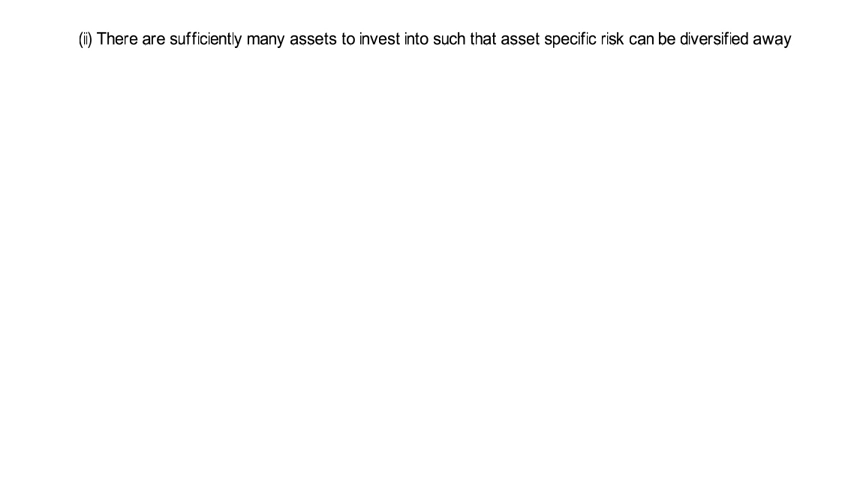 (ii) There are sufficiently many assets to invest into such that asset specific risk can be diversified away